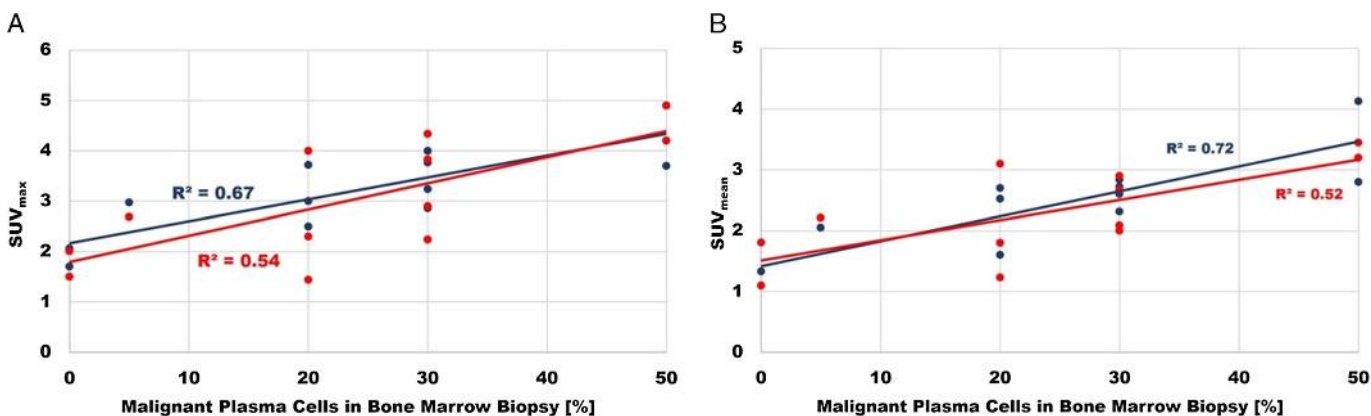 A
6
5
4
3
2
1
0
SUVmax
R² = 0.67
R² = 0.54
0 10 20 30 40 50
Malignant Plasma Cells in Bone Marrow Biopsy [%]
B
5
4
3
2
1
0
SUVmean
R² = 0.72
R² = 0.52
0 10 20 30 40 50
Malignant Plasma Cells in Bone Marrow Biopsy [%]